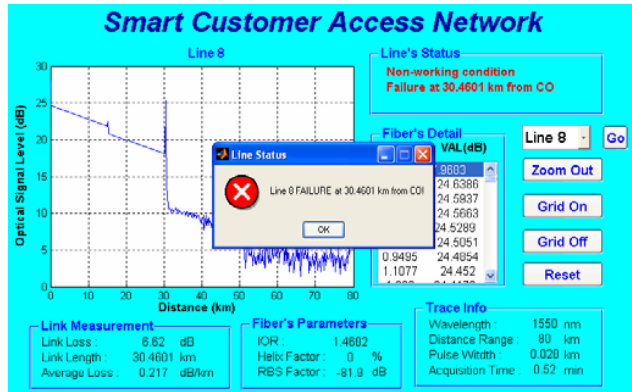 Smart Customer Access Network
Line 8
Optical Signal Level (dB)
30
25
20
15
10
5
0
0 10 20 30 40 50 60 70 80
Distance (km)
Line's Status
Non-working condition
Failure at 30.4601 km from CO
Fiber's Detail
VAL(dB)
24.6386
24.5937
24.5663
24.5289
24.5051
0.9495 24.4854
1.1077 24.452
Line Status
Line 8 FAILURE at 30.4601 km from CO!
OK
Line 8
Go
Zoom Out
Grid On
Grid Off
Reset
Link Measurement
Link Loss : 6.62 dB
Link Length : 30.4601 km
Average Loss : 0.217 dB/km
Fiber's Parameters
IOR : 1.4682
Helix Factor : 0 %
RBS Factor : -81.9 dB
Trace Info
Wavelength : 1550 nm
Distance Range : 80 km
Pulse Witdth : 0.020 km
Acquisition Time : 0.52 min